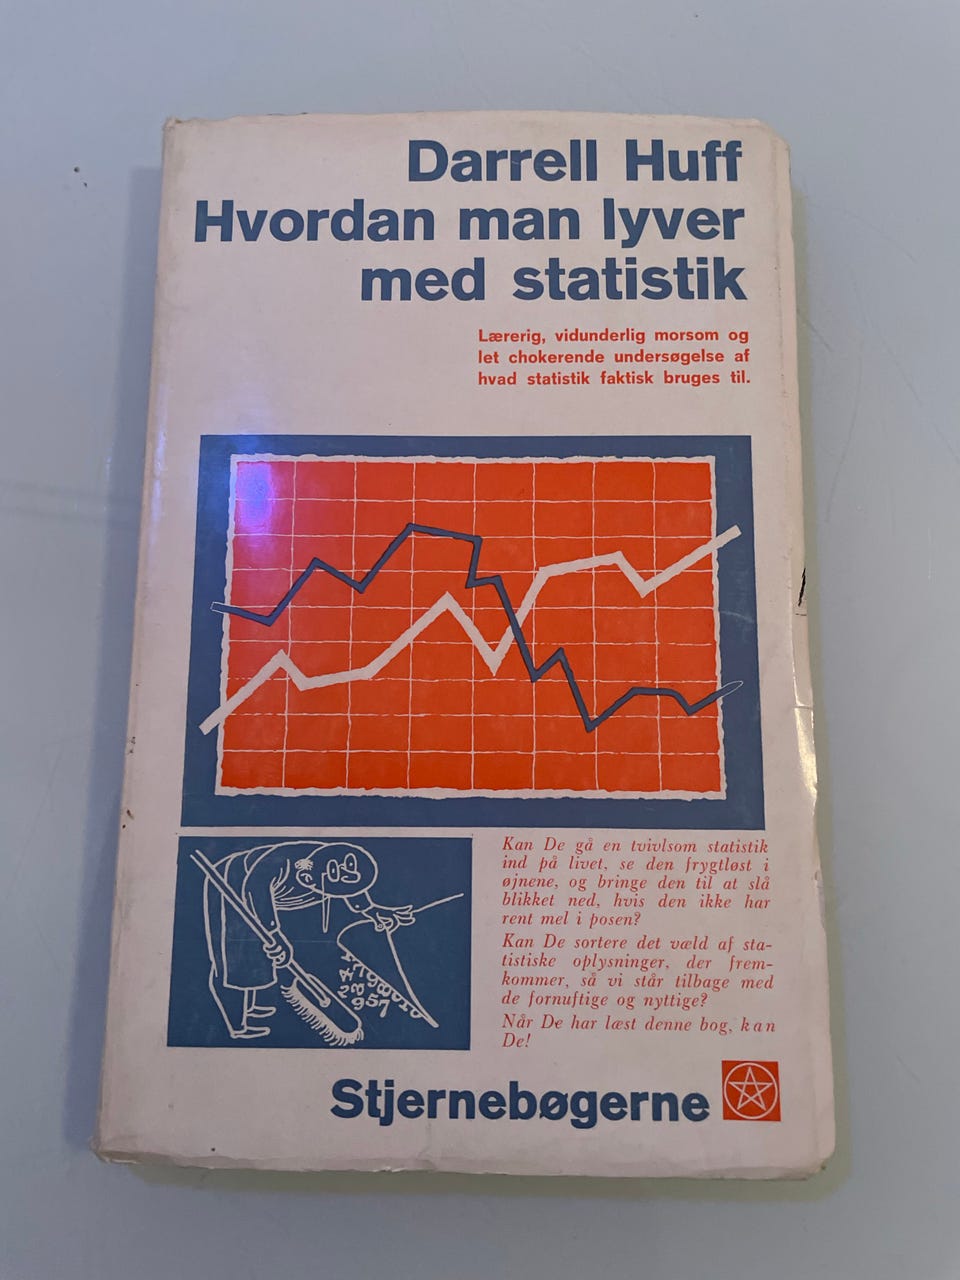 Darrell Huff
Hvordan man lyver
med statistik
Lærerig, vidunderlig morsom og
let chokerende undersøgelse af
hvad statistik faktisk bruges til.
Kan De gå en tvivlsom statistik
ind på livet, se den frygtløst i
øjnene, og bringe den til at slå
blikket ned, hvis den ikke har
rent mel i posen?
Kan De sortere det væld af sta-
tistiske oplysninger, der frem-
kommer, så vi står tilbage med
de fornuftige og nyttige?
Når De har læst denne bog, kan
De!
Stjernebøgerne